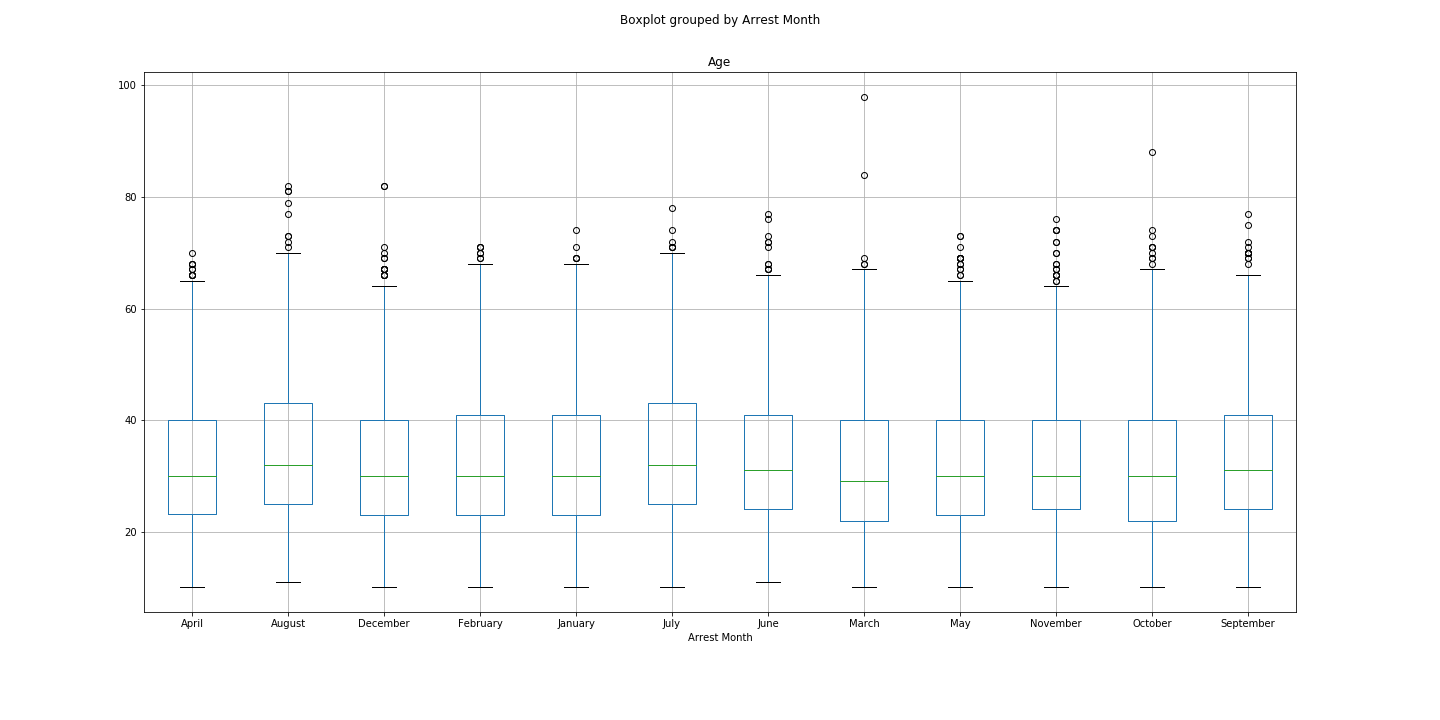 Boxplot grouped by Arrest Month
Age
100
80
60
40
20
April August December February January July June March May November October September
Arrest Month